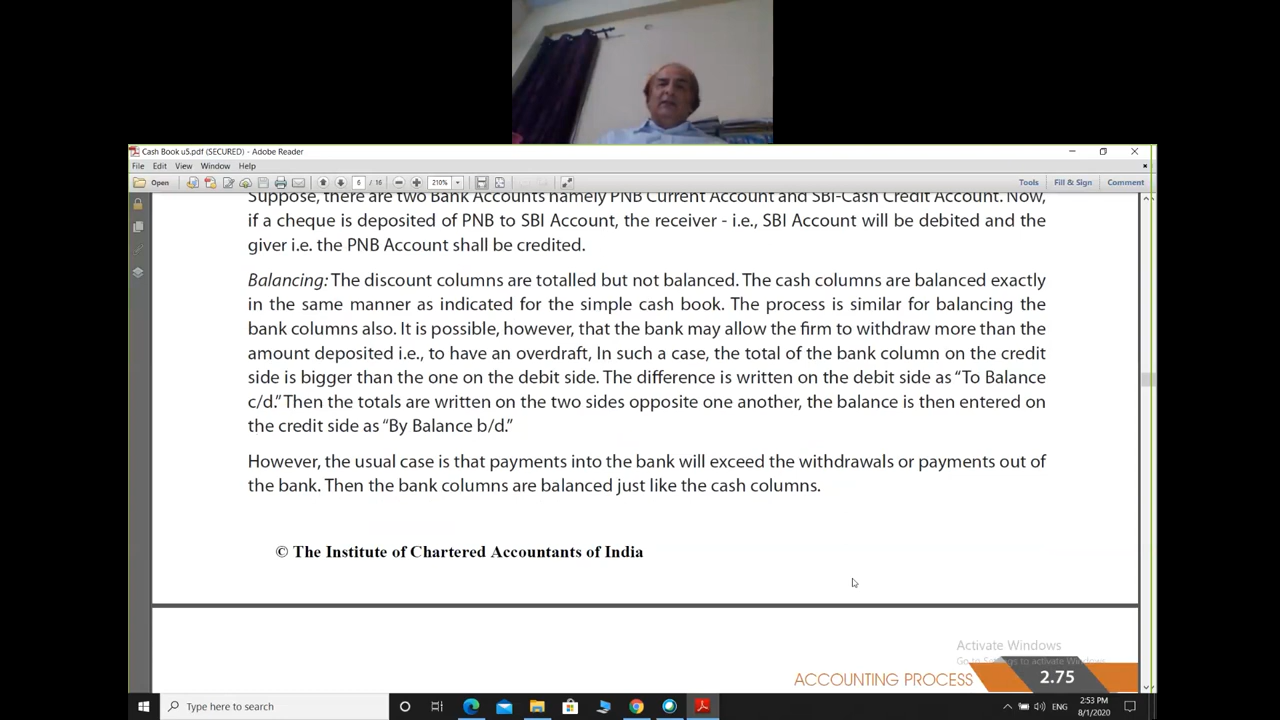 Cash Book u5.pdf (SECURED) - Adobe Reader
File Edit View Window Help
Open 6 / 16 210% Tools Fill & Sign Comment
Suppose, there are two Bank Accounts namely PNB Current Account and SBI-Cash Credit Account. Now,
if a cheque is deposited of PNB to SBI Account, the receiver - i.e., SBI Account will be debited and the
giver i.e. the PNB Account shall be credited.
Balancing: The discount columns are totalled but not balanced. The cash columns are balanced exactly
in the same manner as indicated for the simple cash book. The process is similar for balancing the
bank columns also. It is possible, however, that the bank may allow the firm to withdraw more than the
amount deposited i.e., to have an overdraft, In such a case, the total of the bank column on the credit
side is bigger than the one on the debit side. The difference is written on the debit side as “To Balance
c/d.” Then the totals are written on the two sides opposite one another, the balance is then entered on
the credit side as “By Balance b/d.”
However, the usual case is that payments into the bank will exceed the withdrawals or payments out of
the bank. Then the bank columns are balanced just like the cash columns.
© The Institute of Chartered Accountants of India
Activate Windows
Go to Settings to activate Windows.
ACCOUNTING PROCESS 2.75
Type here to search
ENG
2:53 PM
8/1/2020